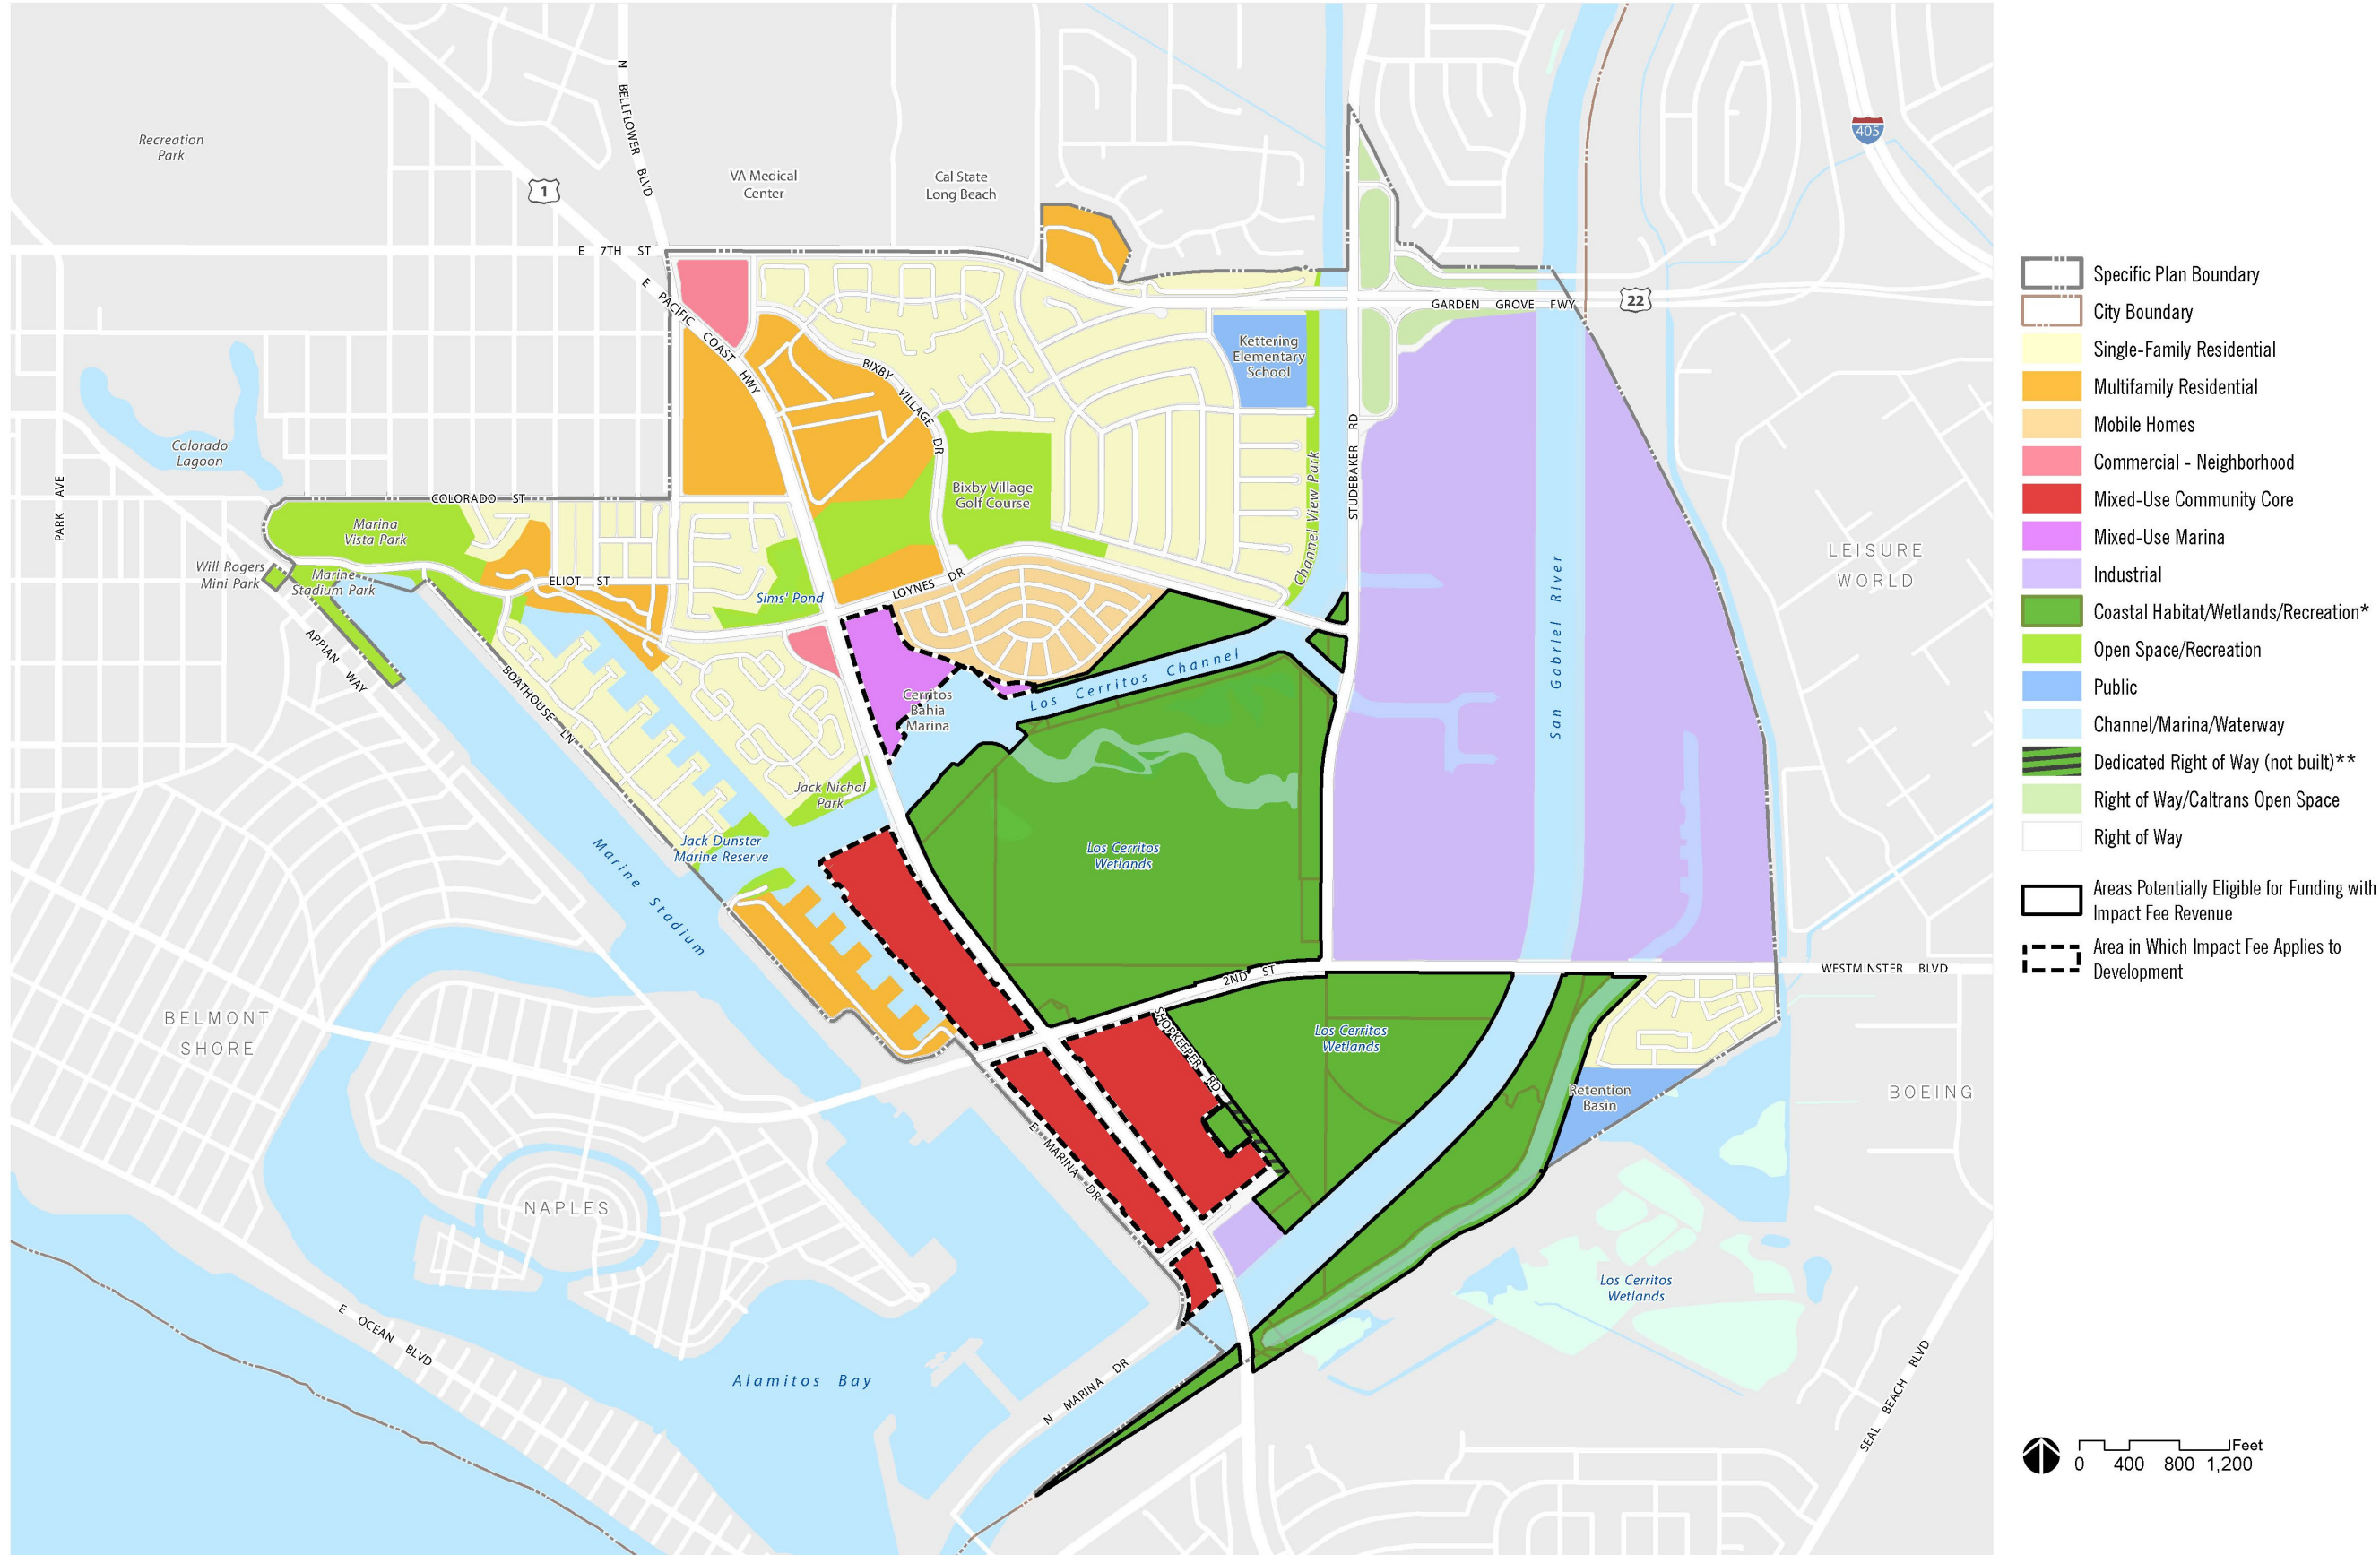 Recreation
Park
N BELLFLOWER BLVD
1
VA Medical
Center
Cal State
Long Beach
405
E 7TH ST
E PACIFIC COAST HWY
GARDEN GROVE FWY
22
Kettering
Elementary
School
BIXBY VILLAGE DR
STUDEBAKER RD
Colorado
Lagoon
PARK AVE
COLORADO ST
Marina
Vista Park
Bixby Village
Golf Course
Channel View Park
Will Rogers
Mini Park
Marine
Stadium Park
ELIOT ST
Sims' Pond
LOYNES DR
San Gabriel River
LEISURE
WORLD
APPIAN WAY
BOATHOUSE LN
Cerritos
Bahia
Marina
Los Cerritos Channel
Jack Nichol
Park
Jack Dunster
Marine Reserve
Marine Stadium
Los Cerritos
Wetlands
2ND ST
WESTMINSTER BLVD
BELMONT
SHORE
SHOPKEEPER RD
Los Cerritos
Wetlands
Retention
Basin
BOEING
E MARINA DR
NAPLES
Los Cerritos
Wetlands
E OCEAN BLVD
Alamitos Bay
N MARINA DR
SEAL BEACH BLVD
Specific Plan Boundary
City Boundary
Single-Family Residential
Multifamily Residential
Mobile Homes
Commercial - Neighborhood
Mixed-Use Community Core
Mixed-Use Marina
Industrial
Coastal Habitat/Wetlands/Recreation*
Open Space/Recreation
Public
Channel/Marina/Waterway
Dedicated Right of Way (not built)**
Right of Way/Caltrans Open Space
Right of Way
Areas Potentially Eligible for Funding with
Impact Fee Revenue
Area in Which Impact Fee Applies to
Development
Feet
0 400 800 1,200